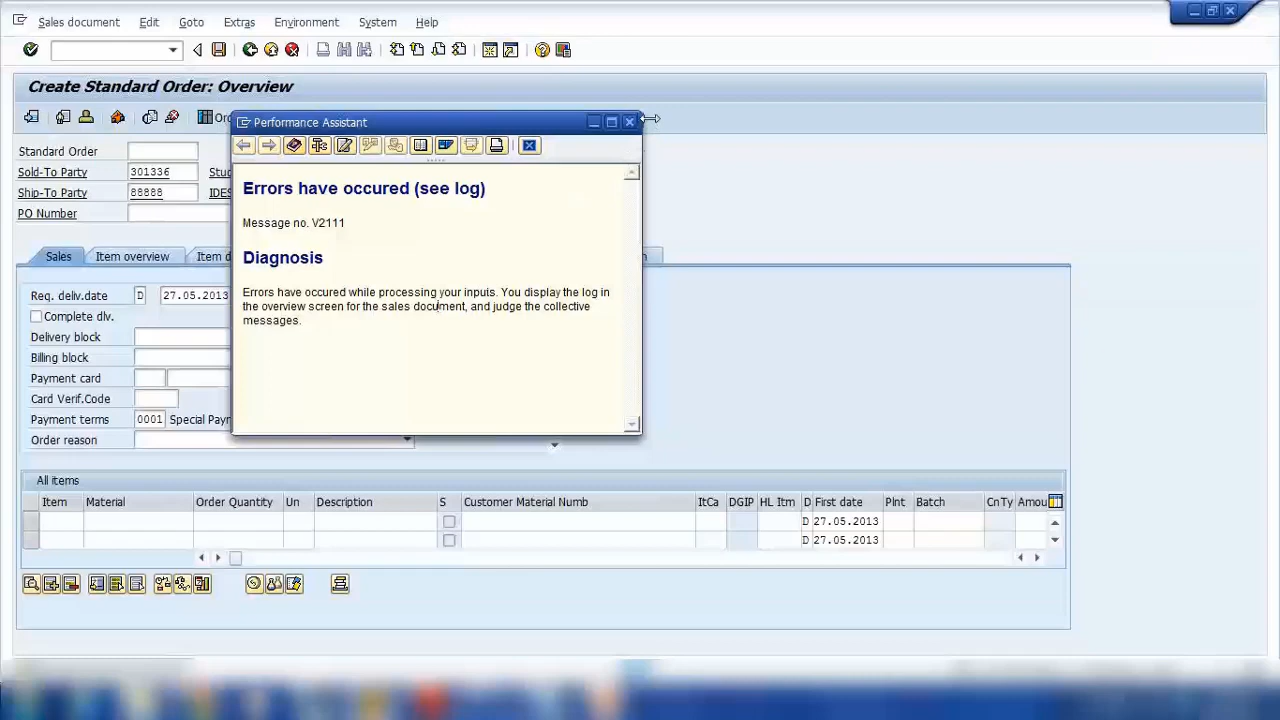 Sales document Edit Goto Extras Environment System Help
Create Standard Order: Overview
Performance Assistant
Errors have occured (see log)
Message no. V2111
Diagnosis
Errors have occured while processing your inputs. You display the log in
the overview screen for the sales document, and judge the collective
messages.
Standard Order
Sold-To Party 301336
Ship-To Party 88888 IDES
PO Number
Sales Item overview Item d
Req. deliv.date D 27.05.2013
Complete dlv.
Delivery block
Billing block
Payment card
Card Verif.Code
Payment terms 0001 Special Payn
Order reason
All items
Item Material Order Quantity Un Description S Customer Material Numb ItCa DGIP HL Itm D First date Plnt Batch CnTy Amou
D 27.05.2013
D 27.05.2013